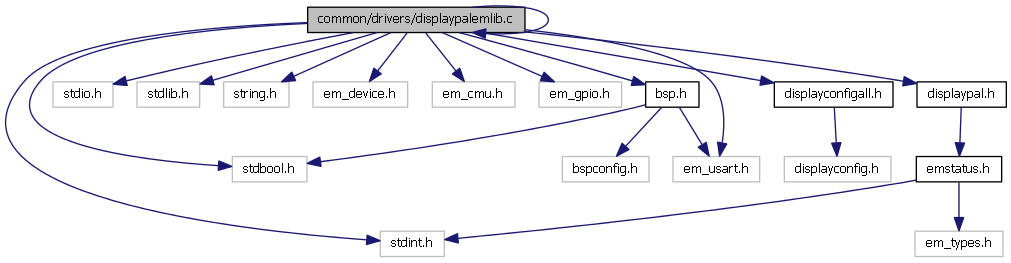 common/drivers/displaypalemlib.c
stdio.h
stdlib.h
string.h
em_device.h
em_cmu.h
em_gpio.h
bsp.h
displayconfigall.h
displaypal.h
stdbool.h
bspconfig.h
em_usart.h
displayconfig.h
emstatus.h
stdint.h
em_types.h